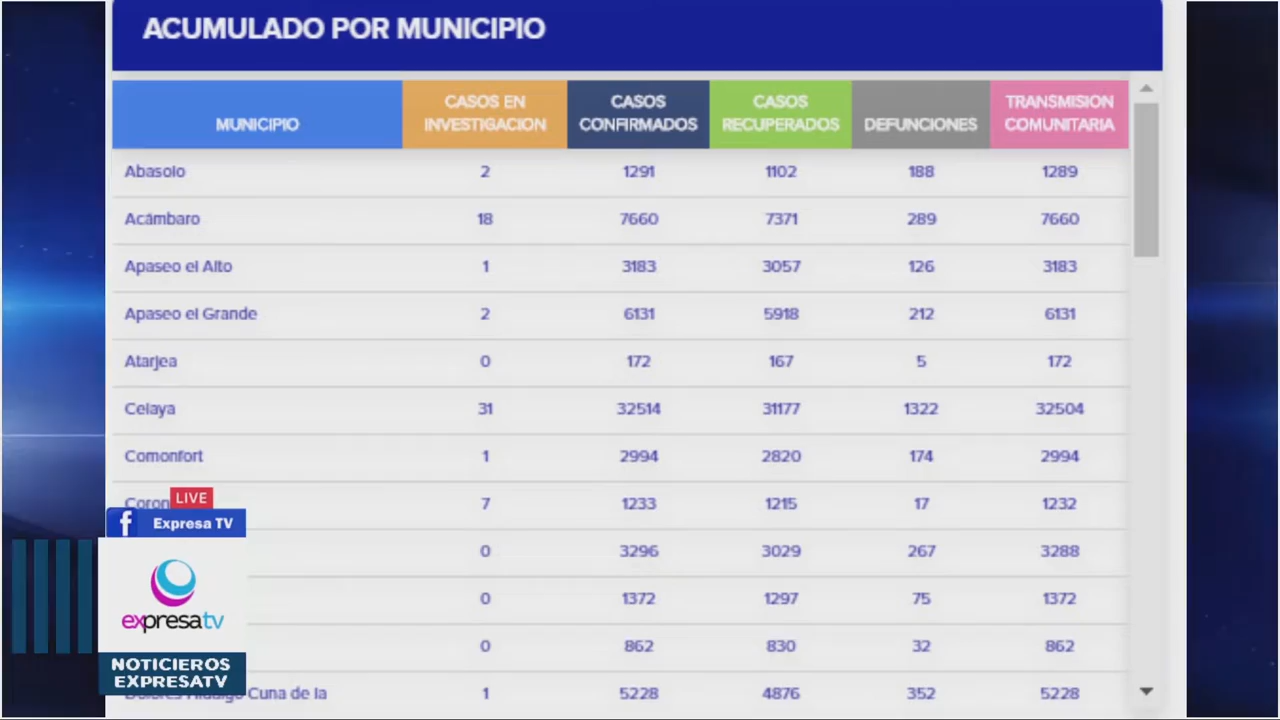 ACUMULADO POR MUNICIPIO
MUNICIPIO CASOS EN INVESTIGACION CASOS CONFIRMADOS CASOS RECUPERADOS DEFUNCIONES TRANSMISION COMUNITARIA
Abasolo 2 1291 1102 188 1289
Acámbaro 18 7660 7371 289 7660
Apaseo el Alto 1 3183 3057 126 3183
Apaseo el Grande 2 6131 5918 212 6131
Atarjea 0 172 167 5 172
Celaya 31 32514 31177 1322 32504
Comonfort 1 2994 2820 174 2994
7 1233 1215 17 1232
0 3296 3029 267 3288
0 1372 1297 75 1372
0 862 830 32 862
Cuna de la 1 5228 4876 352 5228
LIVE
f Expresa TV
expresatv
NOTICIEROS
EXPRESATV